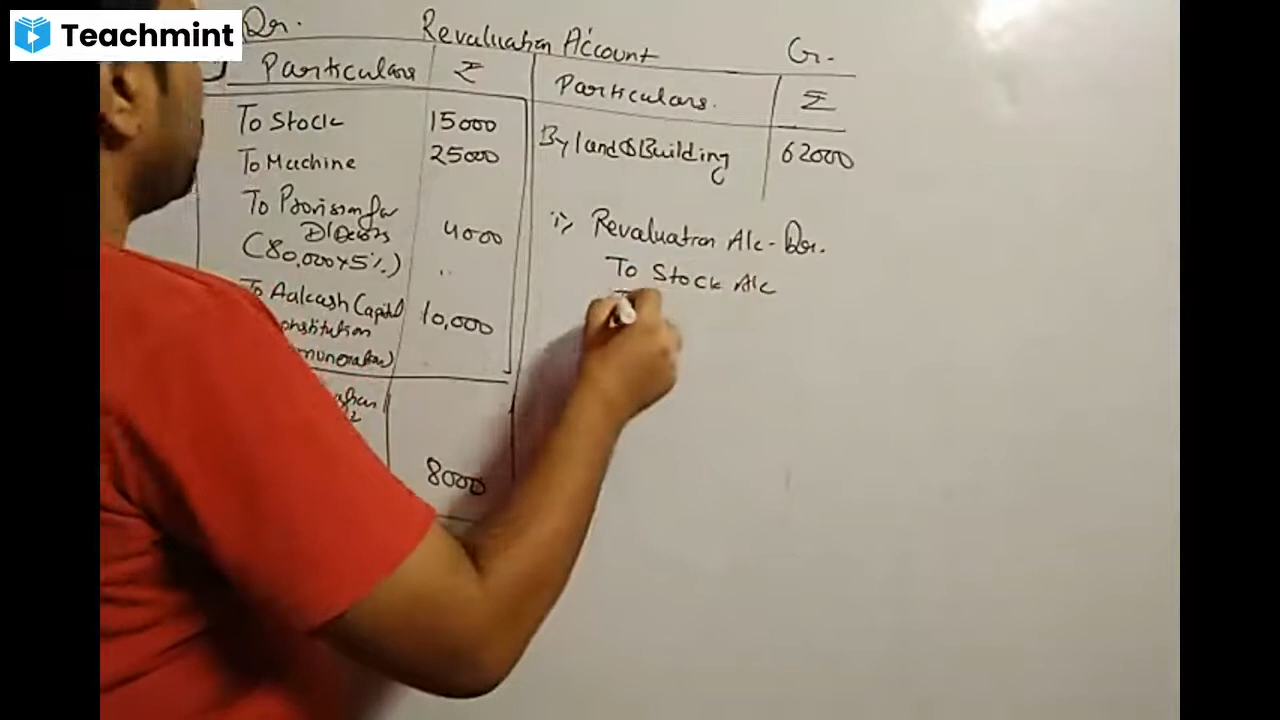 Teachmint
Dr. Revaluation Account Cr.
Particulars ₹ Particulars. ₹
To Stock 15000 By land & Building 62000
To Machine 25000
To Provision for
D/Debts 4000
(80,000×5%)
To Aakash Capital
10,000
8000
i> Revaluation A/c - Dr.
To Stock A/c